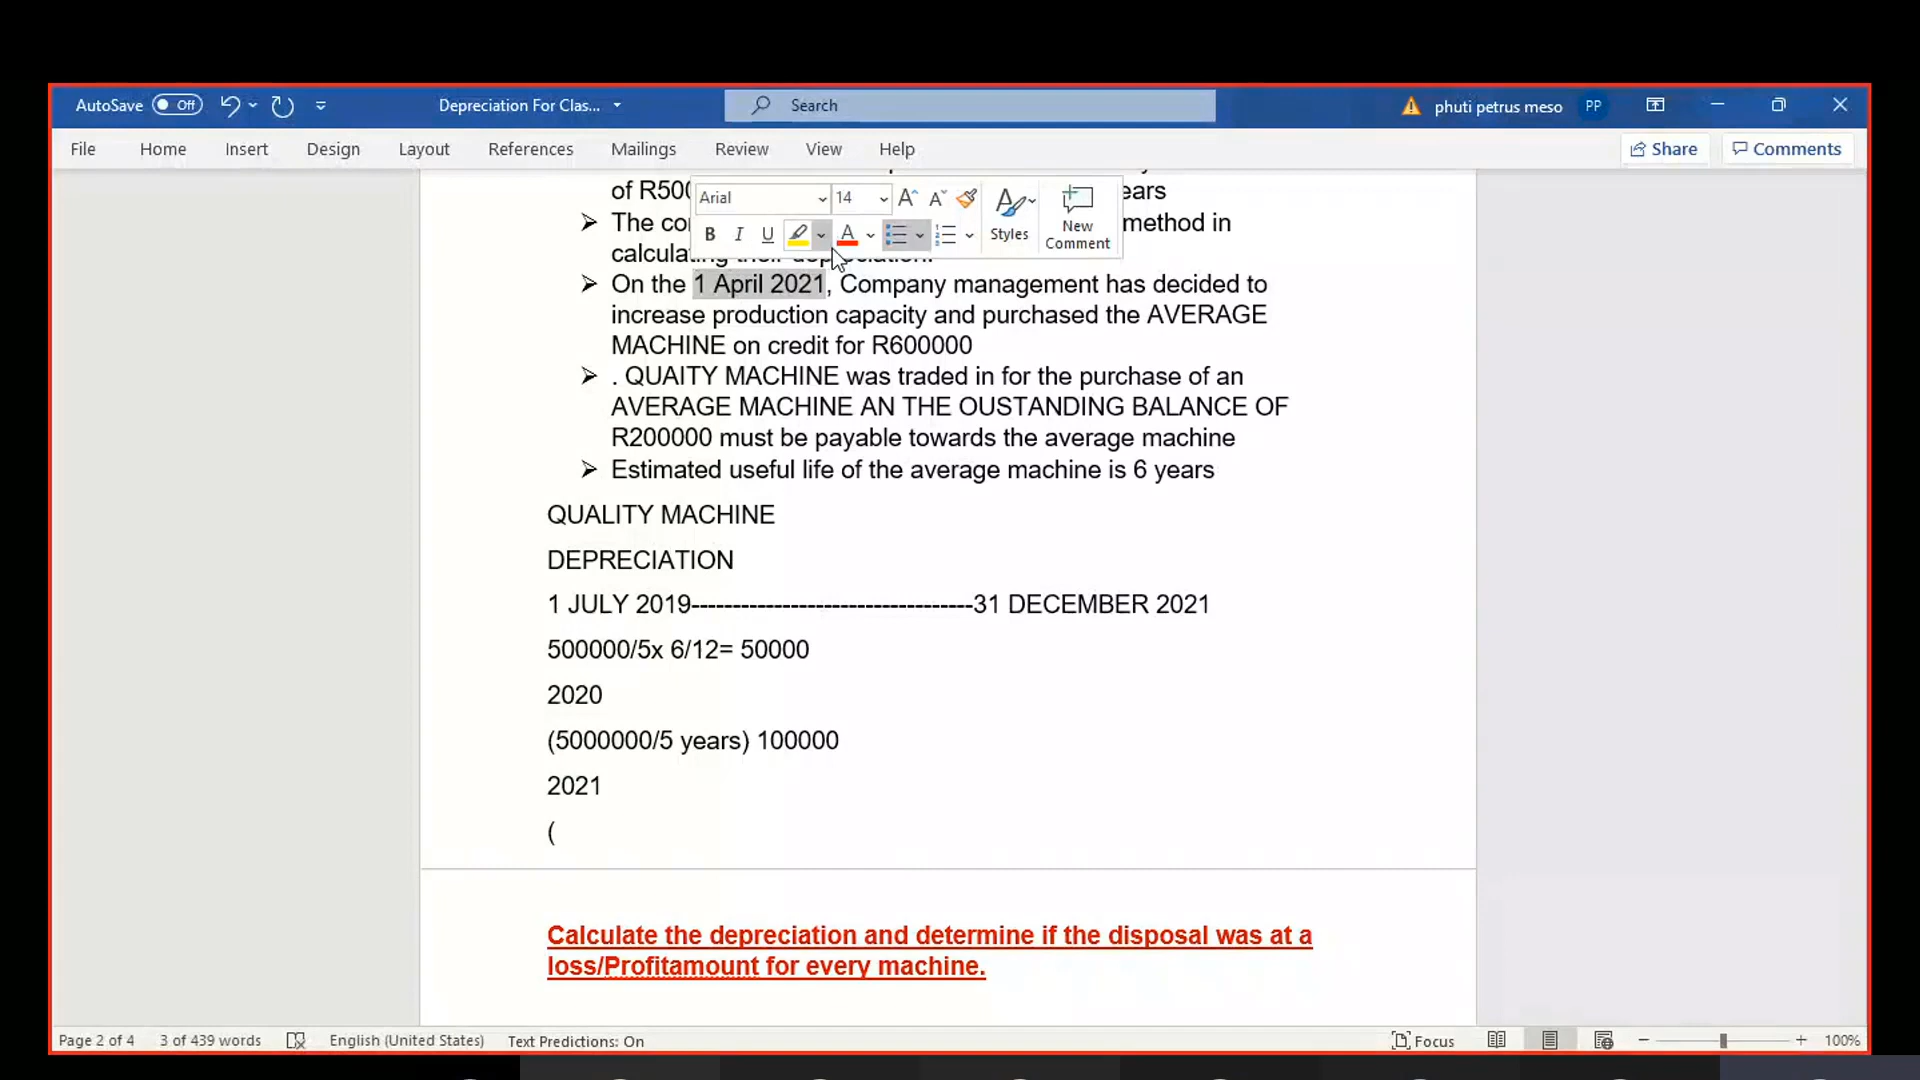 AutoSave Off Depreciation For Clas... Search phuti petrus meso PP
File Home Insert Design Layout References Mailings Review View Help Share Comments
Arial 14
B I U Styles New Comment
of R500 ears
The co method in
calculating their depreciation.
On the 1 April 2021, Company management has decided to
increase production capacity and purchased the AVERAGE
MACHINE on credit for R600000
. QUAITY MACHINE was traded in for the purchase of an
AVERAGE MACHINE AN THE OUSTANDING BALANCE OF
R200000 must be payable towards the average machine
Estimated useful life of the average machine is 6 years
QUALITY MACHINE
DEPRECIATION
1 JULY 2019----------------------------------31 DECEMBER 2021
500000/5x 6/12= 50000
2020
(5000000/5 years) 100000
2021
(
Calculate the depreciation and determine if the disposal was at a
loss/Profitamount for every machine.
Page 2 of 4 3 of 439 words English (United States) Text Predictions: On Focus 100%